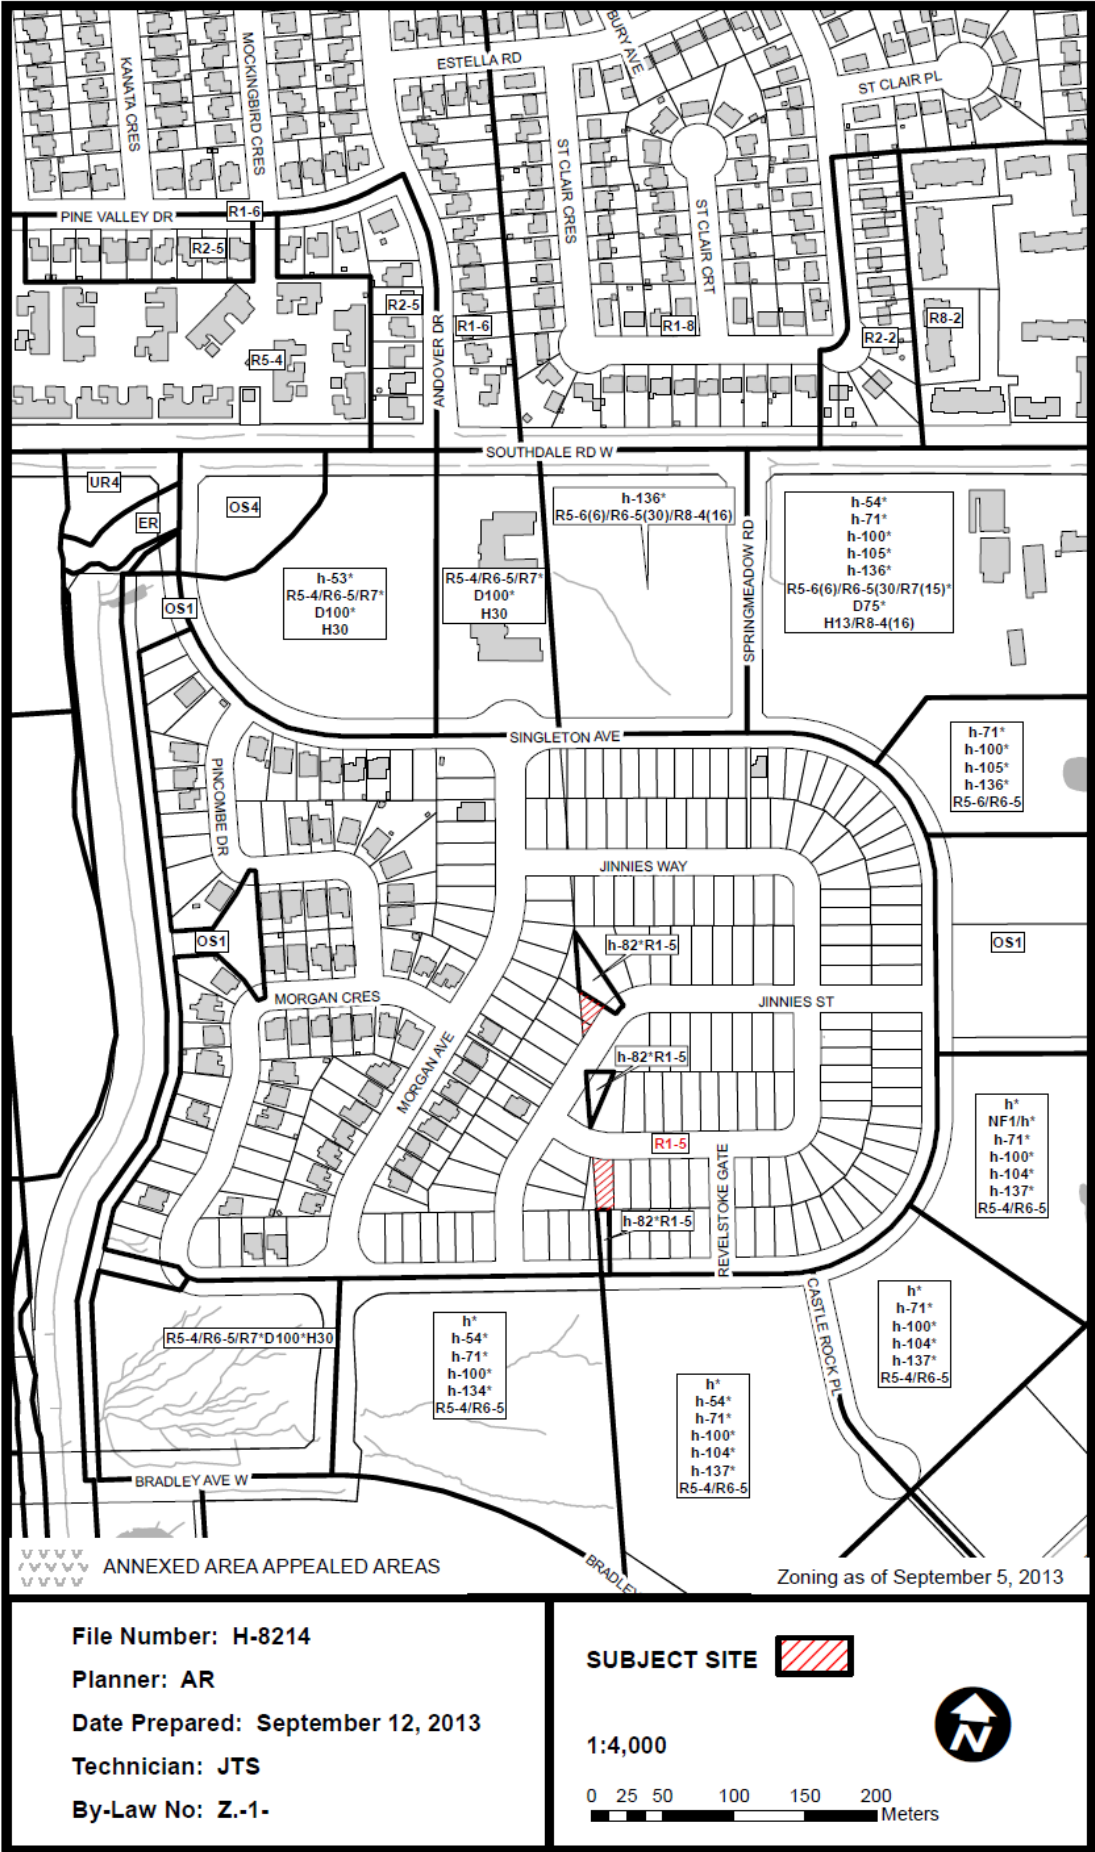 BURY AVE
ESTELLA RD
KANATA CRES
MOCKINGBIRD CRES
ST CLAIR PL
ST CLAIR CRES
ST CLAIR CRT
PINE VALLEY DR
R1-6
R2-5
R2-5
ANDOVER DR
R1-6
R1-8
R2-2
R8-2
R5-4
SOUTHDALE RD W
UR4
ER
OS4
OS1
h-53*
R5-4/R6-5/R7*
D100*
H30
R5-4/R6-5/R7*
D100*
H30
h-136*
R5-6(6)/R6-5(30)/R8-4(16)
SPRINGMEADOW RD
h-54*
h-71*
h-100*
h-105*
h-136*
R5-6(6)/R6-5(30/R7(15)*
D75*
H13/R8-4(16)
SINGLETON AVE
h-71*
h-100*
h-105*
h-136*
R5-6/R6-5
PINCOMBE DR
JINNIES WAY
OS1
h-82*R1-5
OS1
MORGAN CRES
JINNIES ST
MORGAN AVE
h-82*R1-5
R1-5
h*
NF1/h*
h-71*
h-100*
h-104*
h-137*
R5-4/R6-5
h-82*R1-5
REVELSTOKE GATE
CASTLE ROCK PL
h*
h-71*
h-100*
h-104*
h-137*
R5-4/R6-5
R5-4/R6-5/R7*D100*H30
h*
h-54*
h-71*
h-100*
h-134*
R5-4/R6-5
h*
h-54*
h-71*
h-100*
h-104*
h-137*
R5-4/R6-5
BRADLEY AVE W
BRADLEY
ANNEXED AREA APPEALED AREAS
Zoning as of September 5, 2013
File Number: H-8214
Planner: AR
Date Prepared: September 12, 2013
Technician: JTS
By-Law No: Z.-1-
SUBJECT SITE
N
1:4,000
0 25 50 100 150 200
Meters